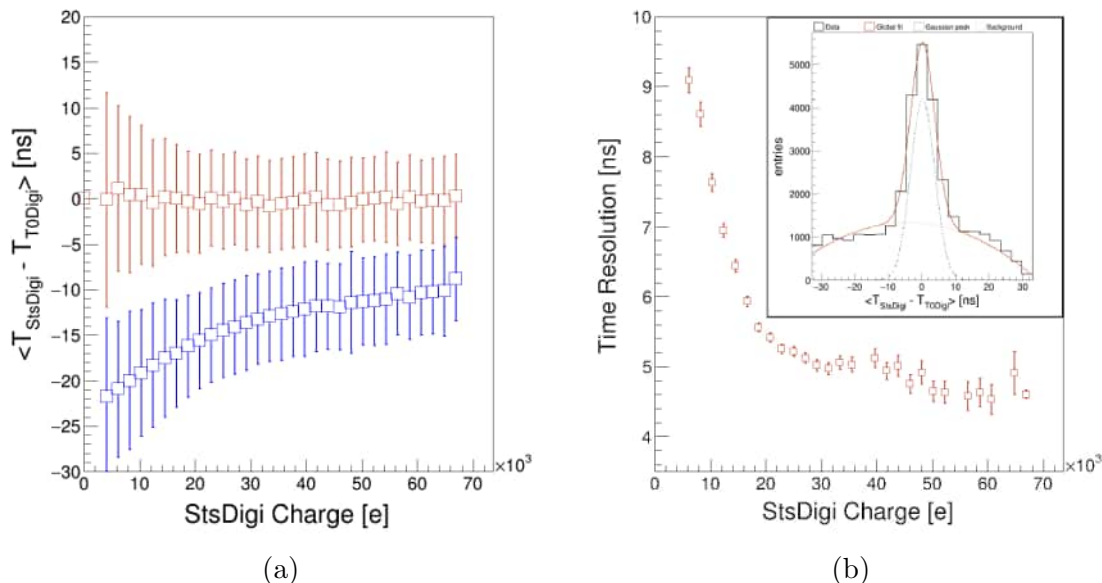 <T_StsDigi - T_T0Digi> [ns]
20
15
10
5
0
−5
−10
−15
−20
−25
−30
0 10 20 30 40 50 60 70
×10³
StsDigi Charge [e]
(a)
Time Resolution [ns]
10
9
8
7
6
5
4
0 10 20 30 40 50 60 70
×10³
StsDigi Charge [e]
Data Global fit Gaussian peak Background
entries
5000
4000
3000
2000
1000
0
-30 -20 -10 0 10 20 30
<T_StsDigi - T_T0Digi> [ns]
(b)